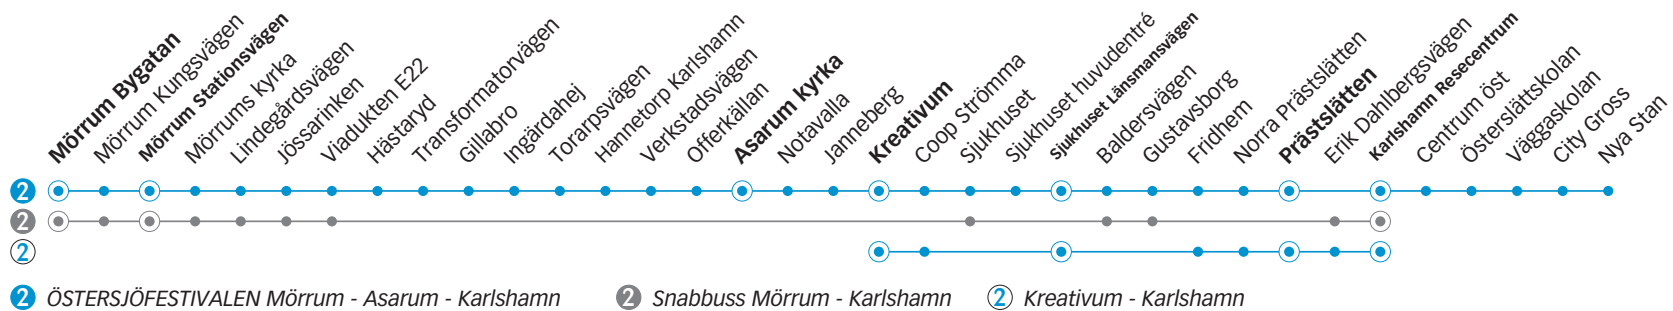 Mörrum Bygatan
Mörrum Kungsvägen
Mörrum Stationsvägen
Mörrums kyrka
Lindegårdsvägen
Jössarinken
Viadukten E22
Hästaryd
Transformatorvägen
Gillabro
Ingärdahej
Torarpsvägen
Hannetorp Karlshamn
Verkstadsvägen
Offerkällan
Asarum kyrka
Notavalla
Janneberg
Kreativum
Coop Strömma
Sjukhuset
Sjukhuset huvudentré
Sjukhuset Länsmansvägen
Baldersvägen
Gustavsborg
Fridhem
Norra Prästslätten
Prästslätten
Erik Dahlbergsvägen
Karlshamn Resecentrum
Centrum öst
Österslättskolan
Väggaskolan
City Gross
Nya Stan
2
2
2
2 ÖSTERSJÖFESTIVALEN Mörrum - Asarum - Karlshamn 2 Snabbuss Mörrum - Karlshamn 2 Kreativum - Karlshamn